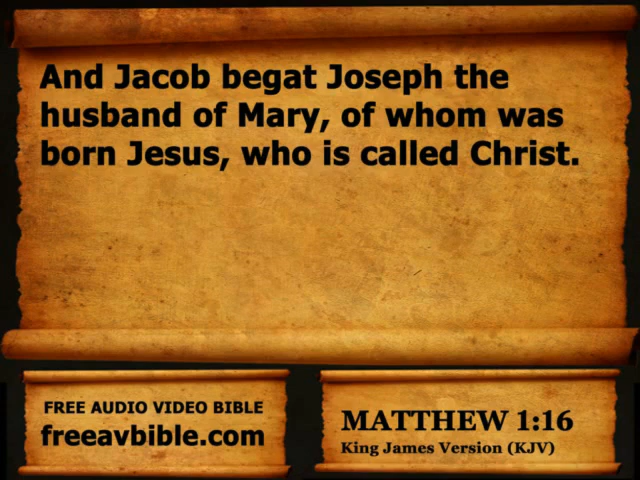 And Jacob begat Joseph the
husband of Mary, of whom was
born Jesus, who is called Christ.
FREE AUDIO VIDEO BIBLE
freeavbible.com
MATTHEW 1:16
King James Version (KJV)